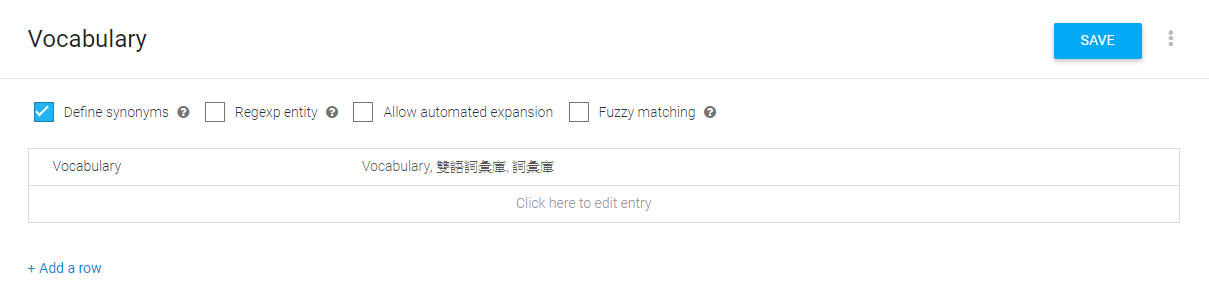 Vocabulary
SAVE
Define synonyms
Regexp entity
Allow automated expansion
Fuzzy matching
Vocabulary
Vocabulary, 雙語詞彙庫, 詞彙庫
Click here to edit entry
+ Add a row